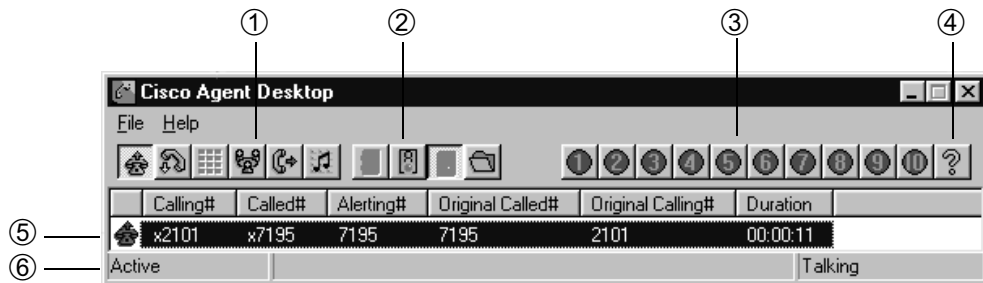 ① ② ③ ④
Cisco Agent Desktop
File Help
1 2 3 4 5 6 7 8 9 10 ?
Calling# Called# Alerting# Original Called# Original Calling# Duration
⑤ x2101 x7195 7195 7195 2101 00:00:11
⑥ Active Talking